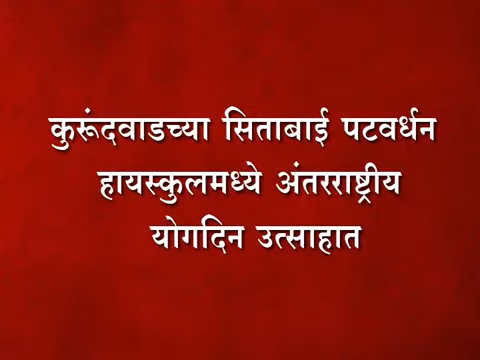 कुरूंदवाडच्या सिताबाई पटवर्धन
हायस्कुलमध्ये अंतरराष्ट्रीय
योगदिन उत्साहात